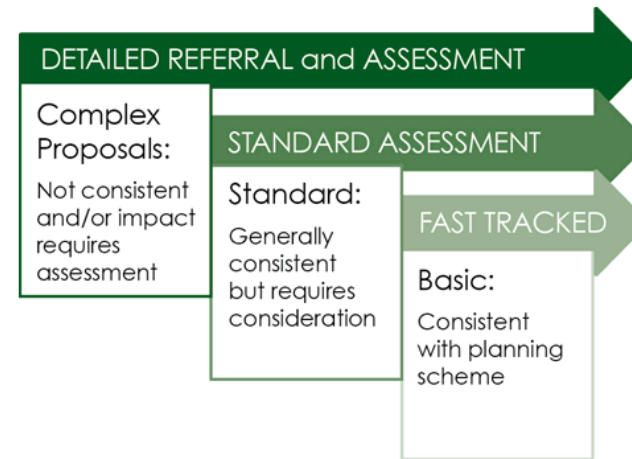 DETAILED REFERRAL and ASSESSMENT
Complex
Proposals:
Not consistent
and/or impact
requires
assessment
STANDARD ASSESSMENT
Standard:
Generally
consistent
but requires
consideration
FAST TRACKED
Basic:
Consistent
with planning
scheme